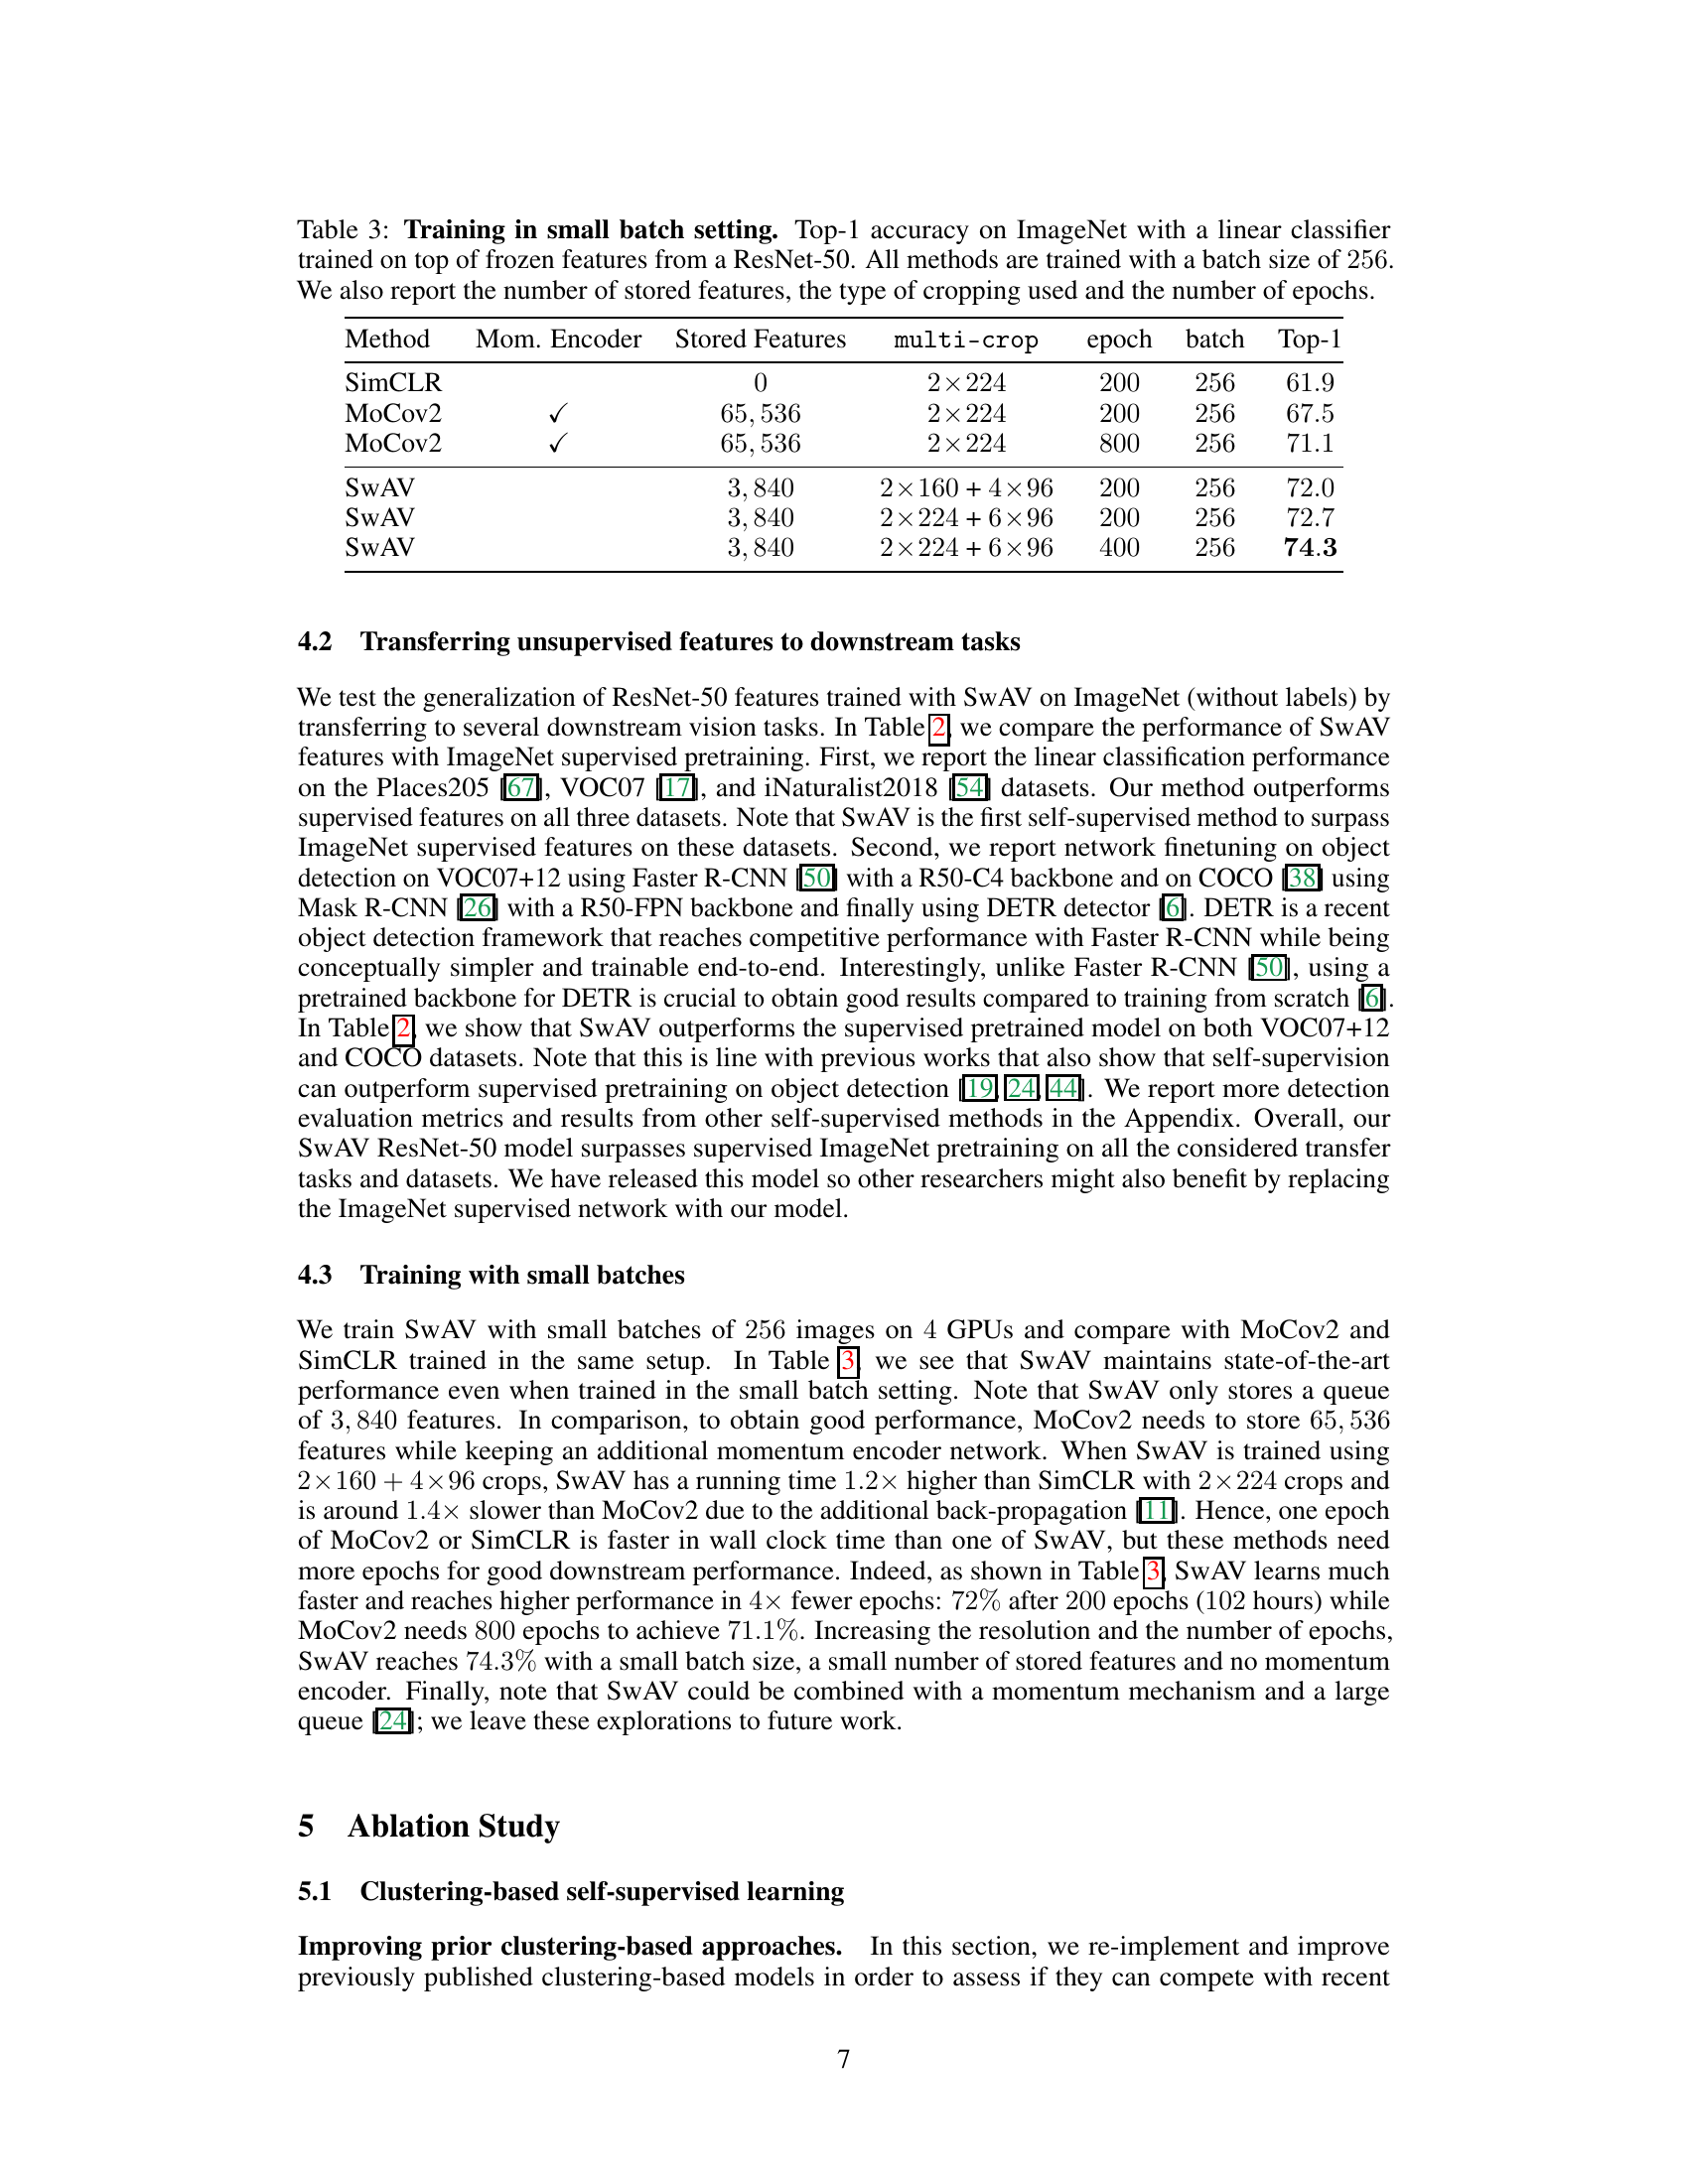 Table 3: Training in small batch setting. Top-1 accuracy on ImageNet with a linear classifier
trained on top of frozen features from a ResNet-50. All methods are trained with a batch size of 256.
We also report the number of stored features, the type of cropping used and the number of epochs.
Method Mom. Encoder Stored Features multi-crop epoch batch Top-1
SimCLR 0 2×224 200 256 61.9
MoCov2 ✓ 65,536 2×224 200 256 67.5
MoCov2 ✓ 65,536 2×224 800 256 71.1
SwAV 3,840 2×160 + 4×96 200 256 72.0
SwAV 3,840 2×224 + 6×96 200 256 72.7
SwAV 3,840 2×224 + 6×96 400 256 74.3
4.2 Transferring unsupervised features to downstream tasks
We test the generalization of ResNet-50 features trained with SwAV on ImageNet (without labels) by
transferring to several downstream vision tasks. In Table 2, we compare the performance of SwAV
features with ImageNet supervised pretraining. First, we report the linear classification performance
on the Places205 [67], VOC07 [17], and iNaturalist2018 [54] datasets. Our method outperforms
supervised features on all three datasets. Note that SwAV is the first self-supervised method to surpass
ImageNet supervised features on these datasets. Second, we report network finetuning on object
detection on VOC07+12 using Faster R-CNN [50] with a R50-C4 backbone and on COCO [38] using
Mask R-CNN [26] with a R50-FPN backbone and finally using DETR detector [6]. DETR is a recent
object detection framework that reaches competitive performance with Faster R-CNN while being
conceptually simpler and trainable end-to-end. Interestingly, unlike Faster R-CNN [50], using a
pretrained backbone for DETR is crucial to obtain good results compared to training from scratch [6].
In Table 2, we show that SwAV outperforms the supervised pretrained model on both VOC07+12
and COCO datasets. Note that this is line with previous works that also show that self-supervision
can outperform supervised pretraining on object detection [19, 24, 44]. We report more detection
evaluation metrics and results from other self-supervised methods in the Appendix. Overall, our
SwAV ResNet-50 model surpasses supervised ImageNet pretraining on all the considered transfer
tasks and datasets. We have released this model so other researchers might also benefit by replacing
the ImageNet supervised network with our model.
4.3 Training with small batches
We train SwAV with small batches of 256 images on 4 GPUs and compare with MoCov2 and
SimCLR trained in the same setup. In Table 3, we see that SwAV maintains state-of-the-art
performance even when trained in the small batch setting. Note that SwAV only stores a queue
of 3,840 features. In comparison, to obtain good performance, MoCov2 needs to store 65,536
features while keeping an additional momentum encoder network. When SwAV is trained using
2×160 + 4×96 crops, SwAV has a running time 1.2× higher than SimCLR with 2×224 crops and
is around 1.4× slower than MoCov2 due to the additional back-propagation [11]. Hence, one epoch
of MoCov2 or SimCLR is faster in wall clock time than one of SwAV, but these methods need
more epochs for good downstream performance. Indeed, as shown in Table 3, SwAV learns much
faster and reaches higher performance in 4× fewer epochs: 72% after 200 epochs (102 hours) while
MoCov2 needs 800 epochs to achieve 71.1%. Increasing the resolution and the number of epochs,
SwAV reaches 74.3% with a small batch size, a small number of stored features and no momentum
encoder. Finally, note that SwAV could be combined with a momentum mechanism and a large
queue [24]; we leave these explorations to future work.
5 Ablation Study
5.1 Clustering-based self-supervised learning
Improving prior clustering-based approaches. In this section, we re-implement and improve
previously published clustering-based models in order to assess if they can compete with recent
7